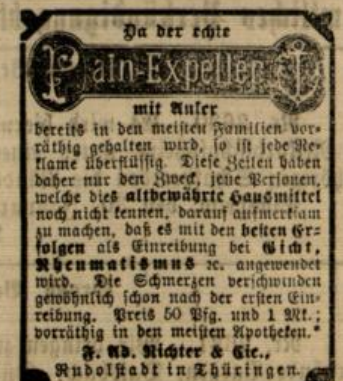 Da der echte
Pain-Expeller
mit Anker
bereits in den meisten Familien vor-
räthig gehalten wird, so ist jede Re-
klame überflüssig. Diese Zeilen haben
daher nur den Zweck, jene Personen,
welche dies altbewährte Hausmittel
noch nicht kennen, darauf aufmerksam
zu machen, daß es mit den besten Er-
folgen als Einreibung bei Gicht,
Rheumatismus ꝛc. angewendet
wird. Die Schmerzen verschwinden
gewöhnlich schon nach der ersten Ein-
reibung. Preis 50 Pfg. und 1 Mk.;
vorräthig in den meisten Apotheken.*
F. Ad. Richter & Cie.,
Rudolstadt in Thüringen.